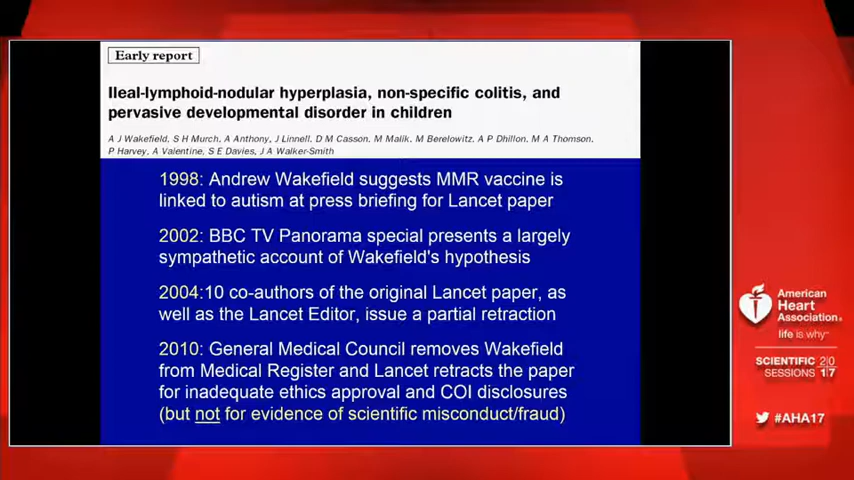 Early report
Ileal-lymphoid-nodular hyperplasia, non-specific colitis, and
pervasive developmental disorder in children
A J Wakefield, S H Murch, A Anthony, J Linnell, D M Casson, M Malik, M Berelowitz, A P Dhillon, M A Thomson,
P Harvey, A Valentine, S E Davies, J A Walker-Smith
1998: Andrew Wakefield suggests MMR vaccine is
linked to autism at press briefing for Lancet paper
2002: BBC TV Panorama special presents a largely
sympathetic account of Wakefield's hypothesis
2004:10 co-authors of the original Lancet paper, as
well as the Lancet Editor, issue a partial retraction
2010: General Medical Council removes Wakefield
from Medical Register and Lancet retracts the paper
for inadequate ethics approval and COI disclosures
(but not for evidence of scientific misconduct/fraud)
American
Heart
Association®
life is why™
SCIENTIFIC 20
SESSIONS 17
#AHA17